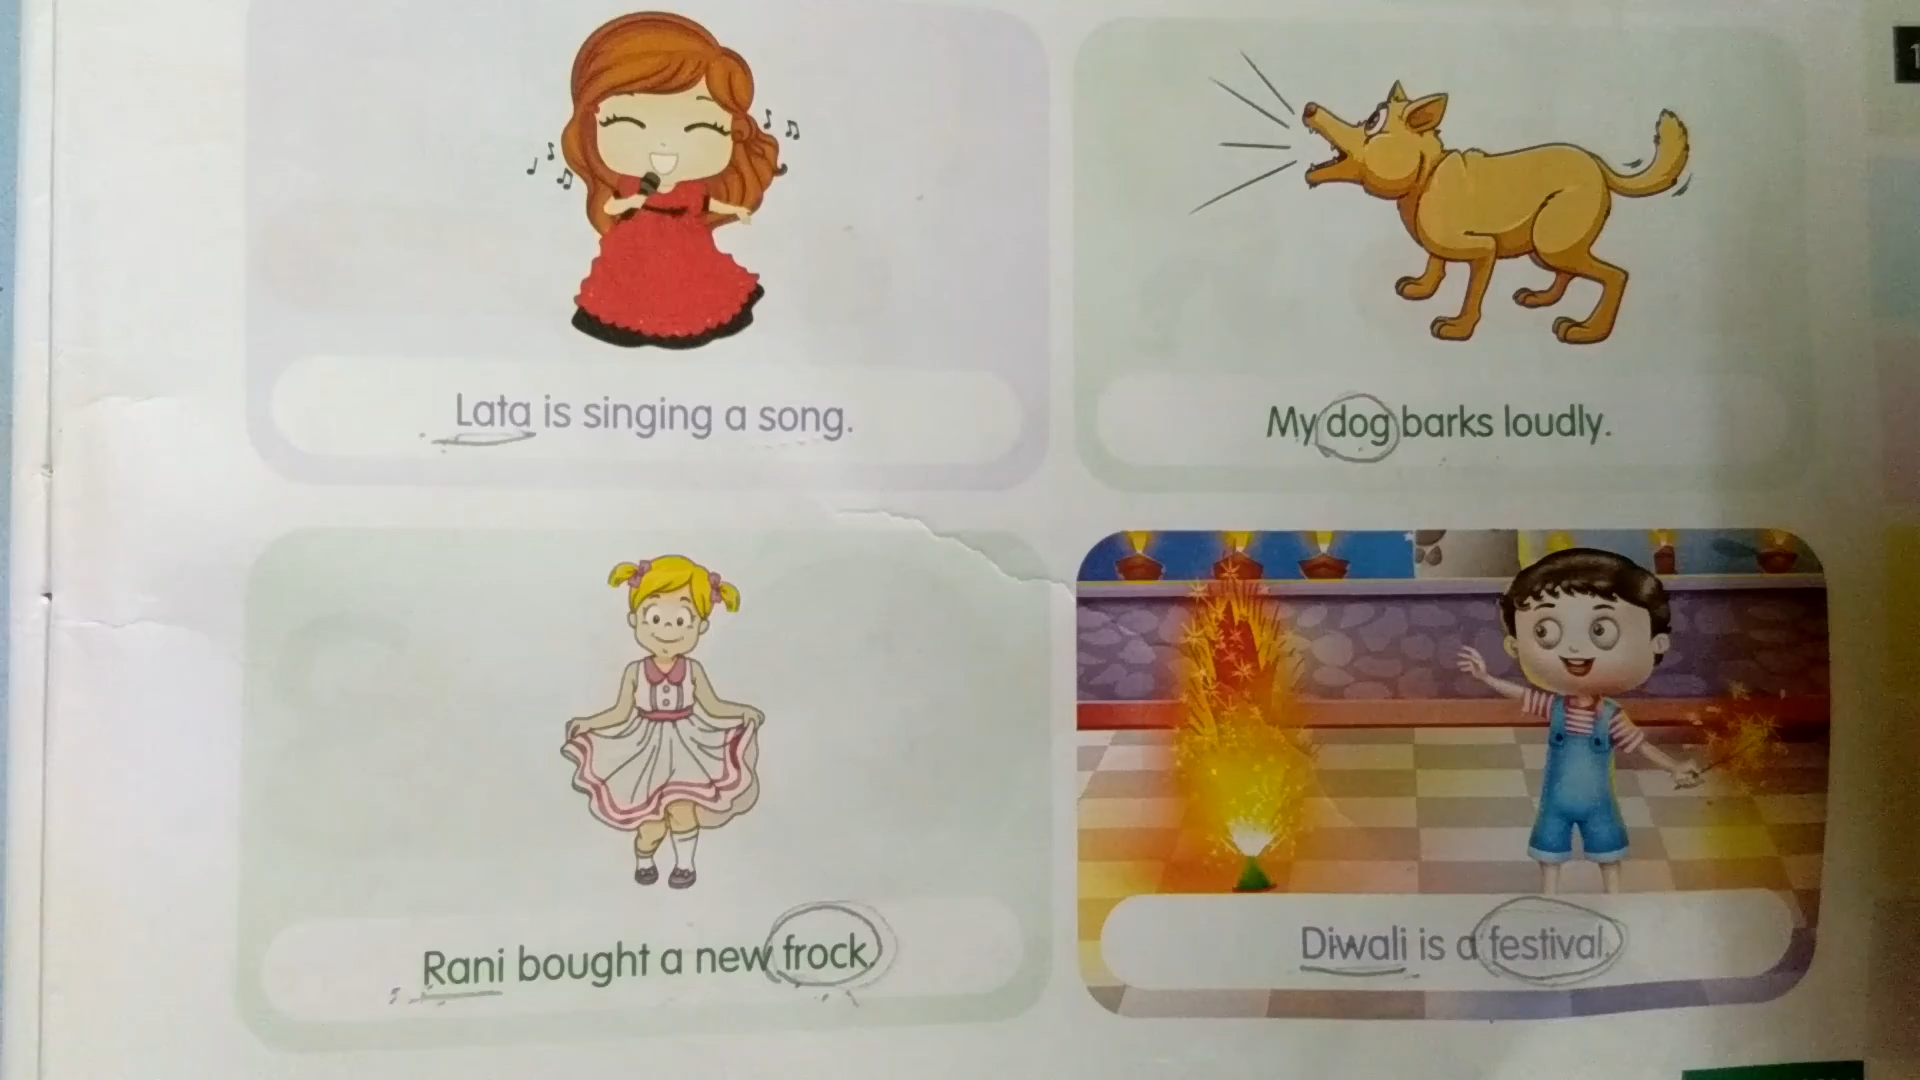 Lata is singing a song.
My dog barks loudly.
Rani bought a new frock.
Diwali is a festival.